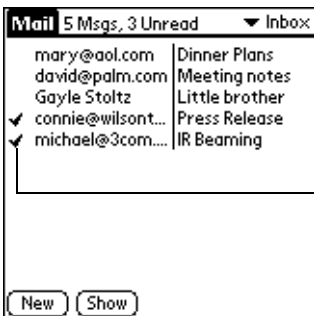 Mail 5 Msgs, 3 Unread Inbox
mary@aol.com Dinner Plans
david@palm.com Meeting notes
Gayle Stoltz Little brother
connie@wilsont... Press Release
michael@3com.... IR Beaming
New Show